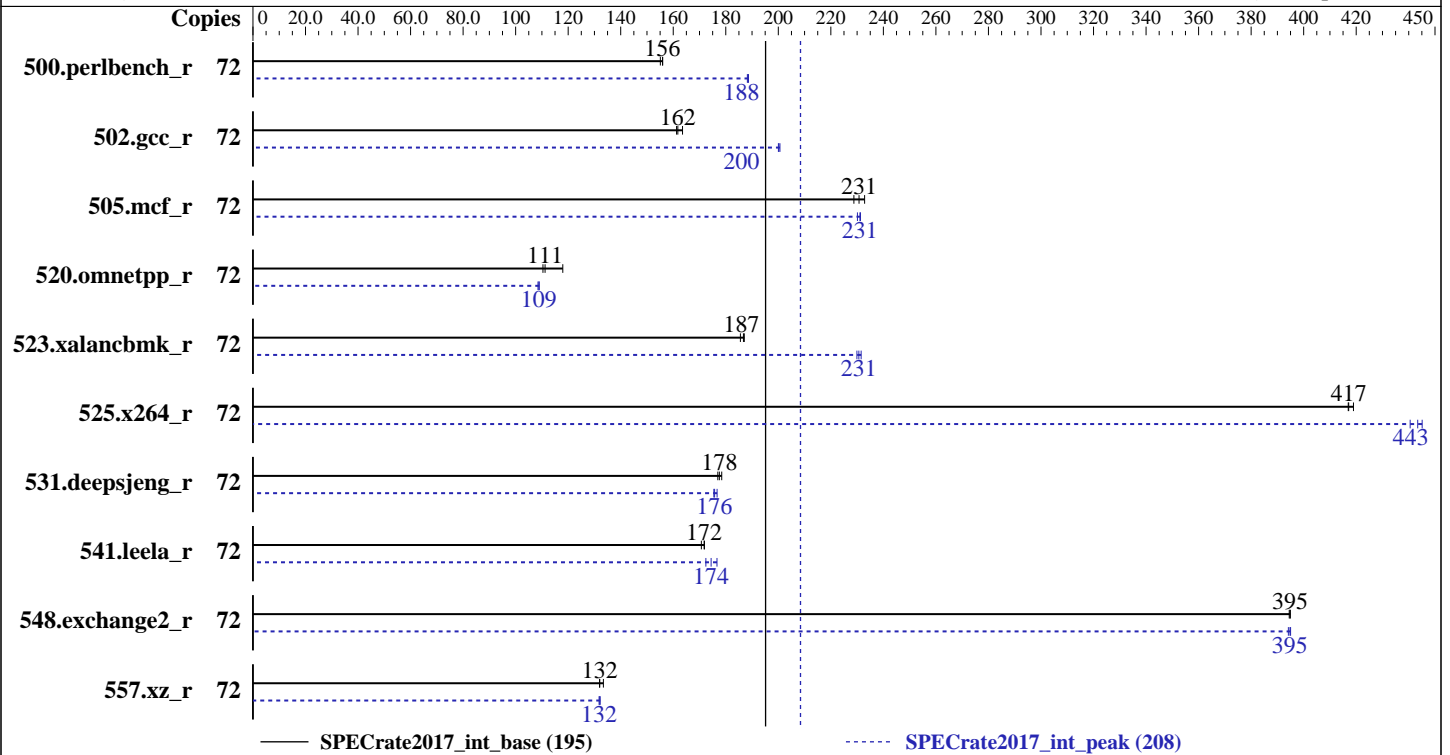 Copies 0 20.0 40.0 60.0 80.0 100 120 140 160 180 200 220 240 260 280 300 320 340 360 380 400 420 450
156
500.perlbench_r 72
188
162
502.gcc_r 72
200
231
505.mcf_r 72
231
111
520.omnetpp_r 72
109
187
523.xalancbmk_r 72
231
417
525.x264_r 72
443
178
531.deepsjeng_r 72
176
172
541.leela_r 72
174
395
548.exchange2_r 72
395
132
557.xz_r 72
132
SPECrate2017_int_base (195) SPECrate2017_int_peak (208)